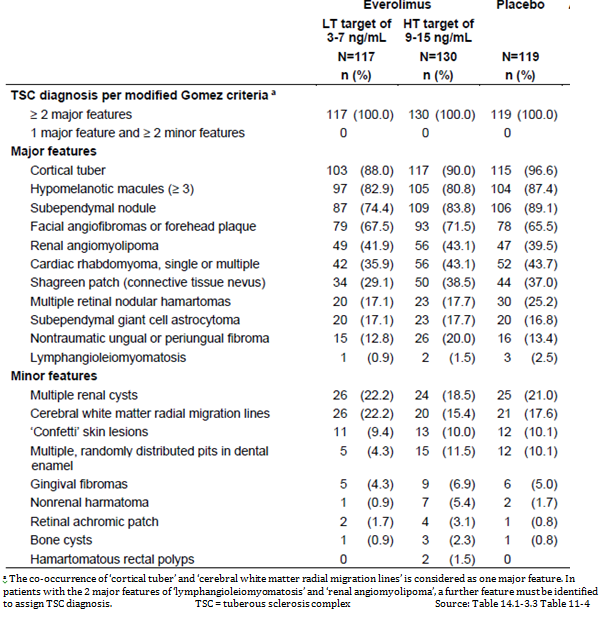 Everolimus Placebo
LT target of 3-7 ng/mL HT target of 9-15 ng/mL
N=117 N=130 N=119
n (%) n (%) n (%)
TSC diagnosis per modified Gomez criteria a
≥ 2 major features 117 (100.0) 130 (100.0) 119 (100.0)
1 major feature and ≥ 2 minor features 0 0 0
Major features
Cortical tuber 103 (88.0) 117 (90.0) 115 (96.6)
Hypomelanotic macules (≥ 3) 97 (82.9) 105 (80.8) 104 (87.4)
Subependymal nodule 87 (74.4) 109 (83.8) 106 (89.1)
Facial angiofibromas or forehead plaque 79 (67.5) 93 (71.5) 78 (65.5)
Renal angiomyolipoma 49 (41.9) 56 (43.1) 47 (39.5)
Cardiac rhabdomyoma, single or multiple 42 (35.9) 56 (43.1) 52 (43.7)
Shagreen patch (connective tissue nevus) 34 (29.1) 50 (38.5) 44 (37.0)
Multiple retinal nodular hamartomas 20 (17.1) 23 (17.7) 30 (25.2)
Subependymal giant cell astrocytoma 20 (17.1) 23 (17.7) 20 (16.8)
Nontraumatic ungual or periungual fibroma 15 (12.8) 26 (20.0) 16 (13.4)
Lymphangioleiomyomatosis 1 (0.9) 2 (1.5) 3 (2.5)
Minor features
Multiple renal cysts 26 (22.2) 24 (18.5) 25 (21.0)
Cerebral white matter radial migration lines 26 (22.2) 20 (15.4) 21 (17.6)
'Confetti' skin lesions 11 (9.4) 13 (10.0) 12 (10.1)
Multiple, randomly distributed pits in dental 5 (4.3) 15 (11.5) 12 (10.1)
enamel
Gingival fibromas 5 (4.3) 9 (6.9) 6 (5.0)
Nonrenal harmatoma 1 (0.9) 7 (5.4) 2 (1.7)
Retinal achromic patch 2 (1.7) 4 (3.1) 1 (0.8)
Bone cysts 1 (0.9) 3 (2.3) 1 (0.8)
Hamartomatous rectal polyps 0 2 (1.5) 0
a The co-occurrence of 'cortical tuber' and 'cerebral white matter radial migration lines' is considered as one major feature. In
patients with the 2 major features of 'lymphangioleiomyomatosis' and 'renal angiomyolipoma', a further feature must be identified
to assign TSC diagnosis. TSC = tuberous sclerosis complex Source: Table 14.1-3.3 Table 11-4